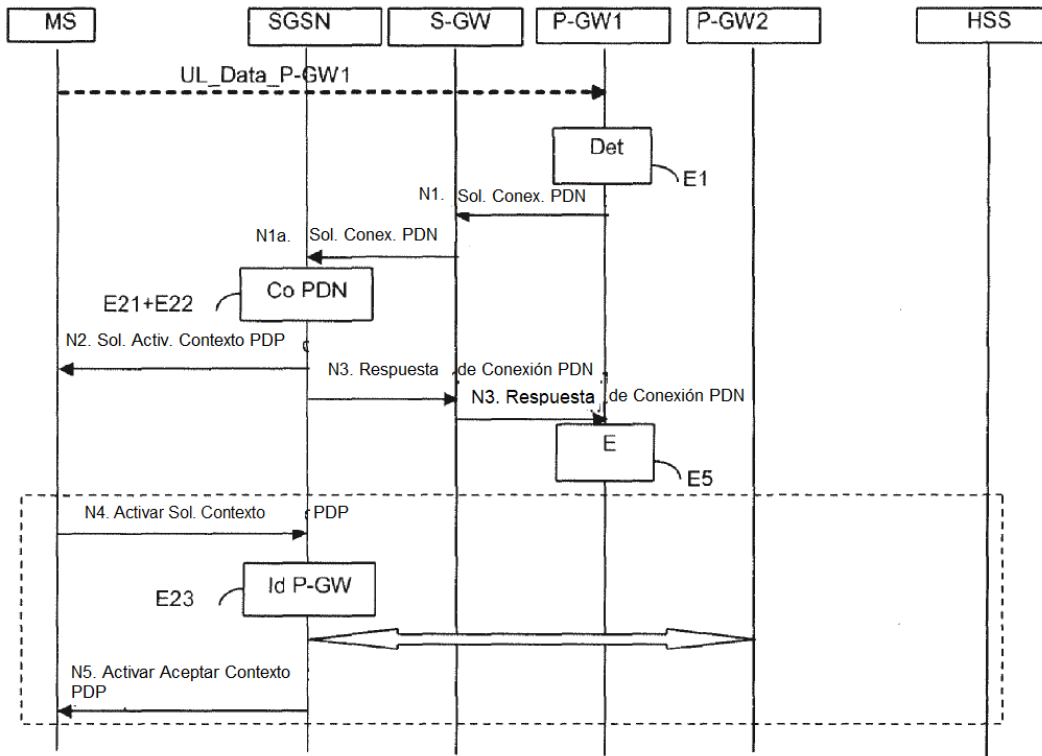 MS SGSN S-GW P-GW1 P-GW2 HSS
UL_Data_P-GW1
Det
E1
N1. Sol. Conex. PDN
N1a. Sol. Conex. PDN
Co PDN
E21+E22
N2. Sol. Activ. Contexto PDP
N3. Respuesta de Conexión PDN
N3. Respuesta de Conexión PDN
E
E5
N4. Activar Sol. Contexto PDP
Id P-GW
E23
N5. Activar Aceptar Contexto
PDP